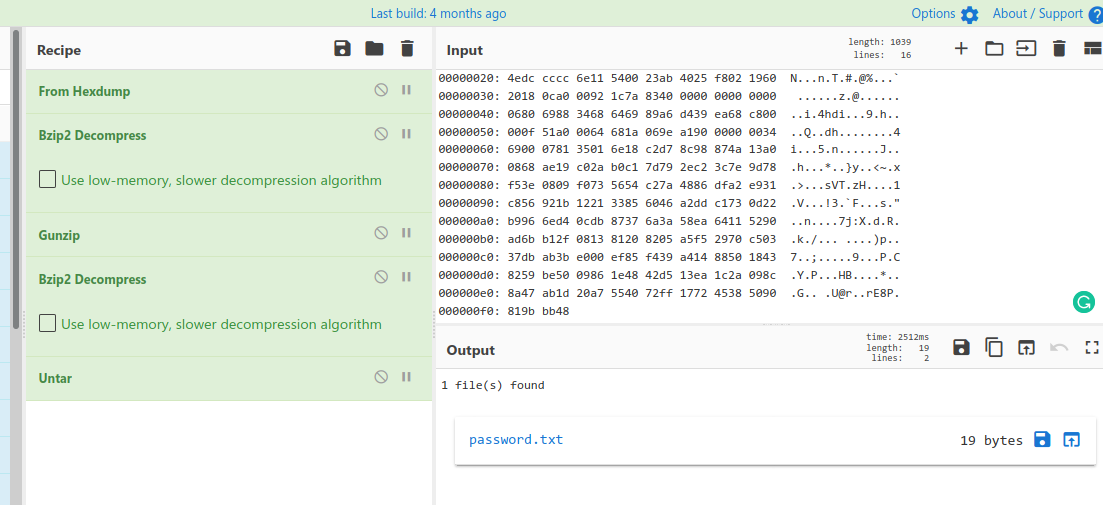 Last build: 4 months ago
Options
About / Support
Recipe
From Hexdump
Bzip2 Decompress
Use low-memory, slower decompression algorithm
Gunzip
Bzip2 Decompress
Use low-memory, slower decompression algorithm
Untar
Input
length: 1039
lines: 16
00000020: 4edc cccc 6e11 5400 23ab 4025 f802 1960 N...n.T.#.@%...`
00000030: 2018 0ca0 0092 1c7a 8340 0000 0000 0000 ......z.@......
00000040: 0680 6988 3468 6469 89a6 d439 ea68 c800 ..i.4hdi...9.h..
00000050: 000f 51a0 0064 681a 069e a190 0000 0034 ..Q..dh........4
00000060: 6900 0781 3501 6e18 c2d7 8c98 874a 13a0 i...5.n......J..
00000070: 0868 ae19 c02a b0c1 7d79 2ec2 3c7e 9d78 .h...*..}y..<~.x
00000080: f53e 0809 f073 5654 c27a 4886 dfa2 e931 .>...sVT.zH....1
00000090: c856 921b 1221 3385 6046 a2dd c173 0d22 .V...!3.`F...s."
000000a0: b996 6ed4 0cdb 8737 6a3a 58ea 6411 5290 ..n....7j:X.d.R.
000000b0: ad6b b12f 0813 8120 8205 a5f5 2970 c503 .k./... ....)p..
000000c0: 37db ab3b e000 ef85 f439 a414 8850 1843 7..;.....9...P.C
000000d0: 8259 be50 0986 1e48 42d5 13ea 1c2a 098c .Y.P...HB....*..
000000e0: 8a47 ab1d 20a7 5540 72ff 1772 4538 5090 .G.. .U@r..rE8P.
000000f0: 819b bb48
Output
time: 2512ms
length: 19
lines: 2
1 file(s) found
password.txt
19 bytes